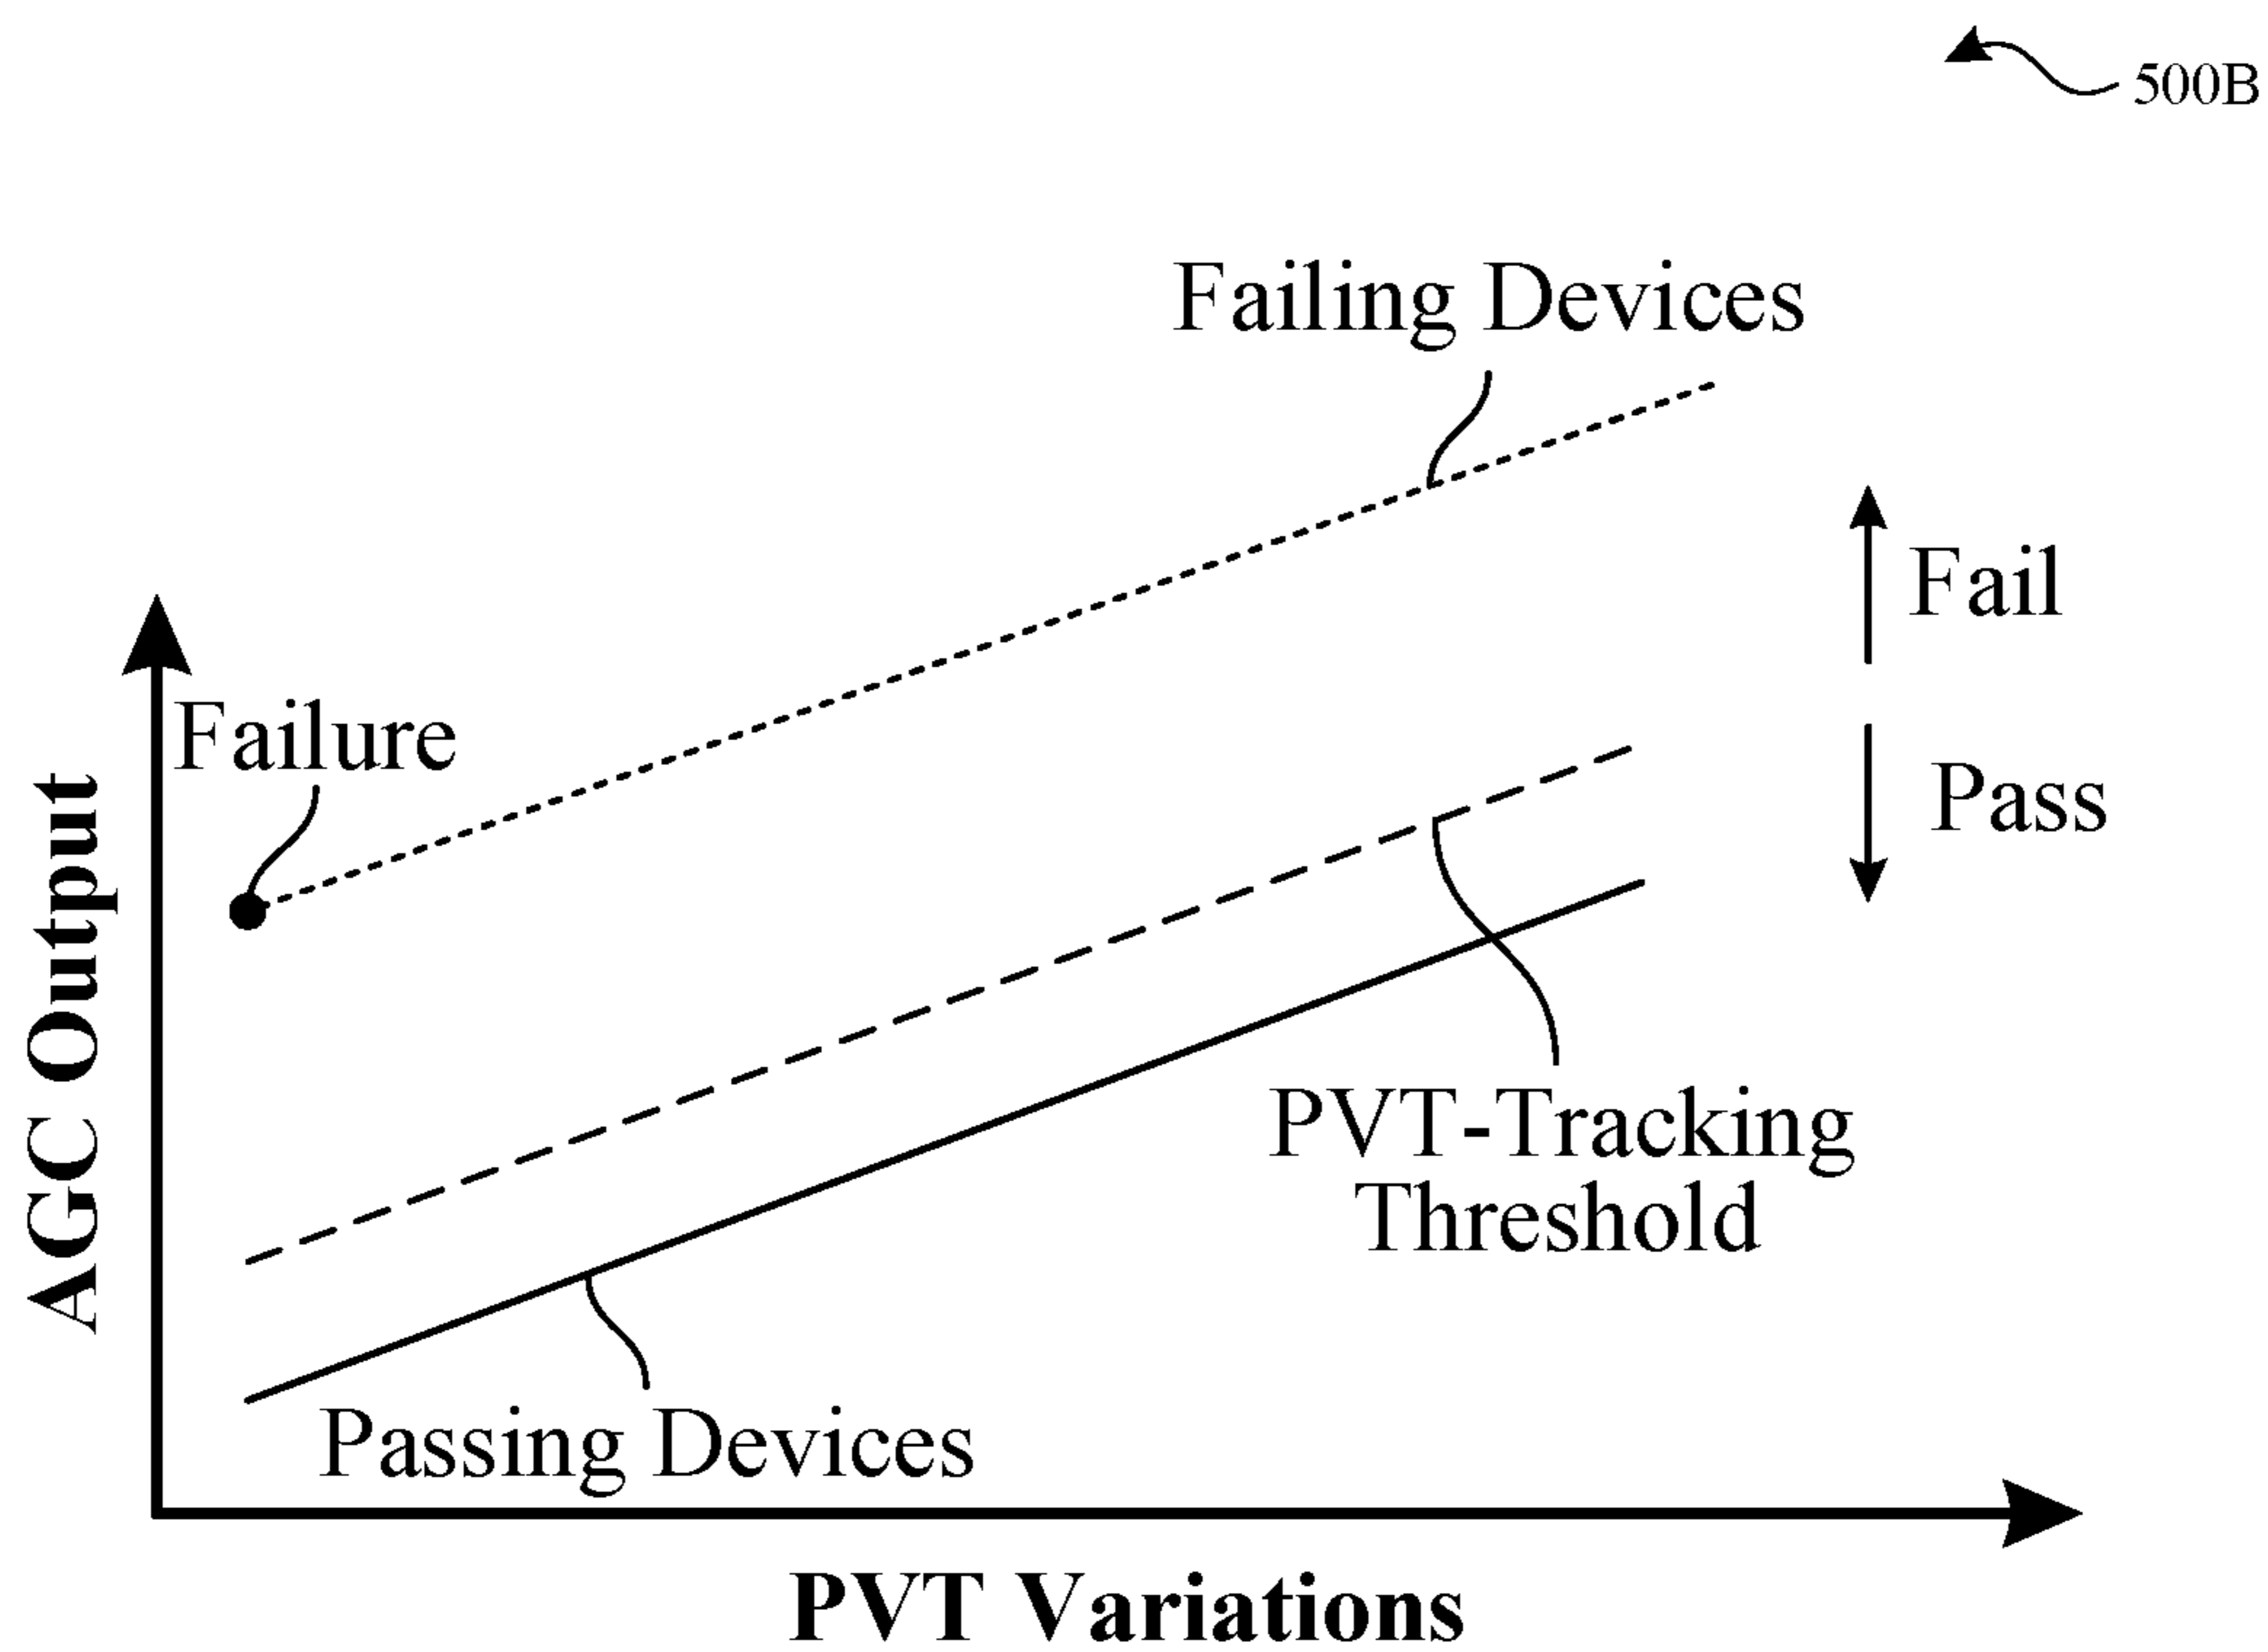 500B
Failing Devices
Fail
Failure
Pass
AGC Output
PVT-Tracking
Threshold
Passing Devices
PVT Variations